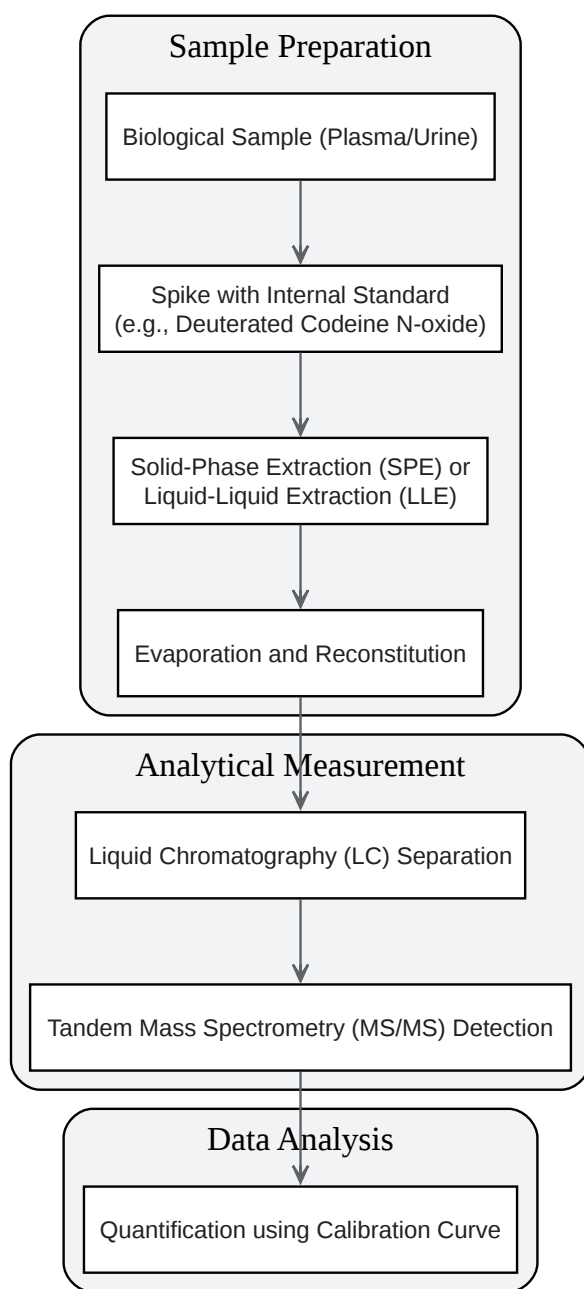 Sample Preparation
Biological Sample (Plasma/Urine)
Spike with Internal Standard
(e.g., Deuterated Codeine N-oxide)
Solid-Phase Extraction (SPE) or
Liquid-Liquid Extraction (LLE)
Evaporation and Reconstitution
Analytical Measurement
Liquid Chromatography (LC) Separation
Tandem Mass Spectrometry (MS/MS) Detection
Data Analysis
Quantification using Calibration Curve